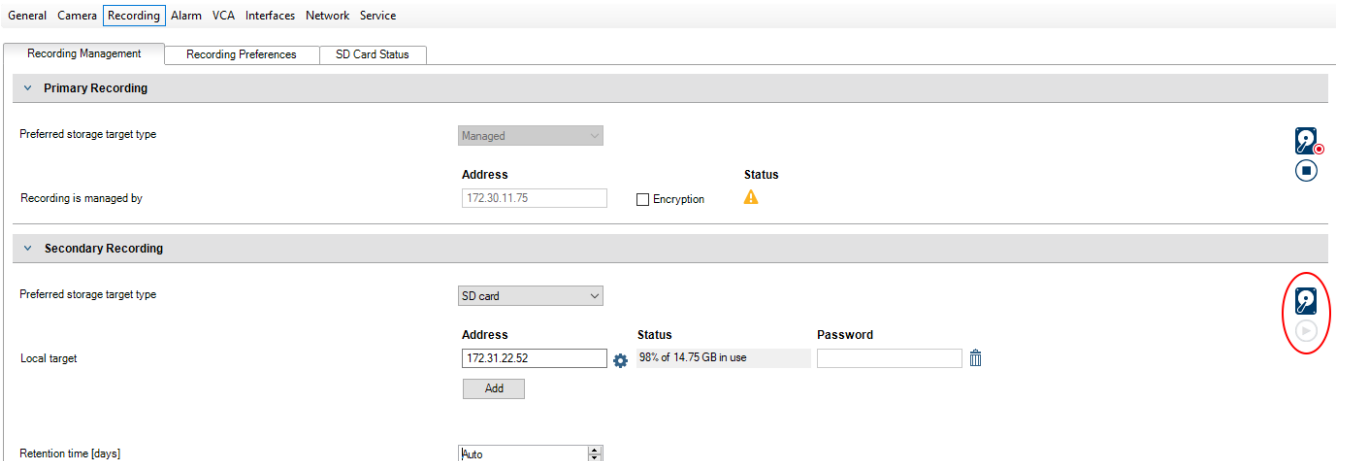 General Camera Recording Alarm VCA Interfaces Network Service
Recording Management Recording Preferences SD Card Status
Primary Recording
Preferred storage target type Managed
Address Status
Recording is managed by 172.30.11.75 Encryption
Secondary Recording
Preferred storage target type SD card
Address Status Password
Local target 172.31.22.52 98% of 14.75 GB in use
Add
Retention time [days] Auto